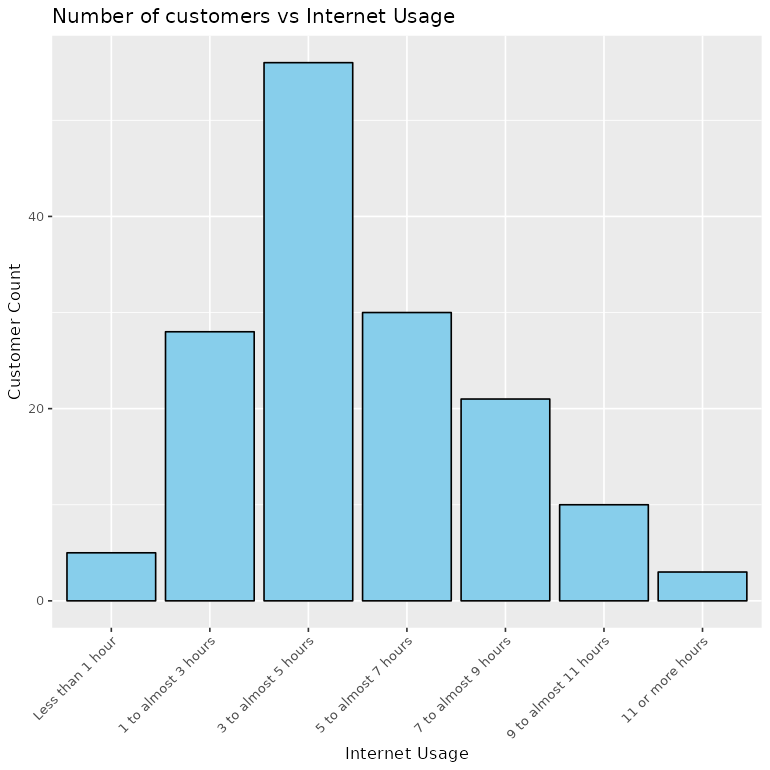 Number of customers vs Internet Usage
Customer Count
40
20
0
Less than 1 hour
1 to almost 3 hours
3 to almost 5 hours
5 to almost 7 hours
7 to almost 9 hours
9 to almost 11 hours
11 or more hours
Internet Usage